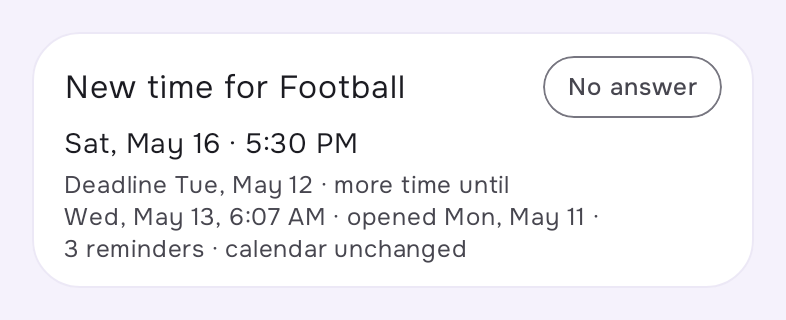 New time for Football
No answer
Sat, May 16 · 5:30 PM
Deadline Tue, May 12 · more time until
Wed, May 13, 6:07 AM · opened Mon, May 11 ·
3 reminders · calendar unchanged